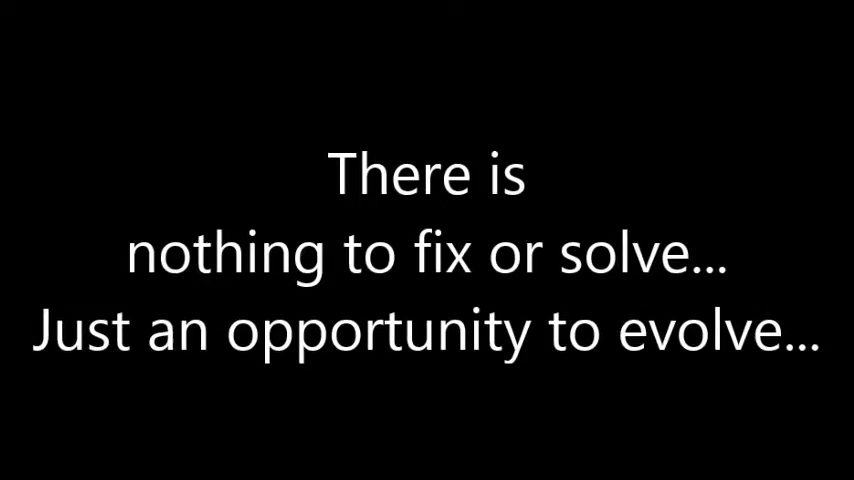 There is
nothing to fix or solve...
Just an opportunity to evolve...